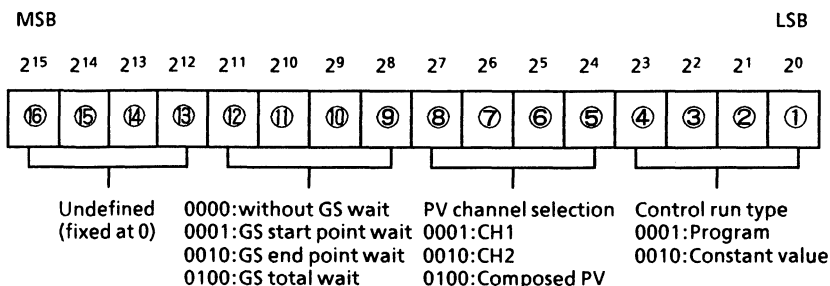 MSB LSB
2¹⁵ 2¹⁴ 2¹³ 2¹² 2¹¹ 2¹⁰ 2⁹ 2⁸ 2⁷ 2⁶ 2⁵ 2⁴ 2³ 2² 2¹ 2⁰
⑯ ⑮ ⑭ ⑬ ⑫ ⑪ ⑩ ⑨ ⑧ ⑦ ⑥ ⑤ ④ ③ ② ①
Undefined 0000:without GS wait PV channel selection Control run type
(fixed at 0) 0001:GS start point wait 0001:CH1 0001:Program
0010:GS end point wait 0010:CH2 0010:Constant value
0100:GS total wait 0100:Composed PV